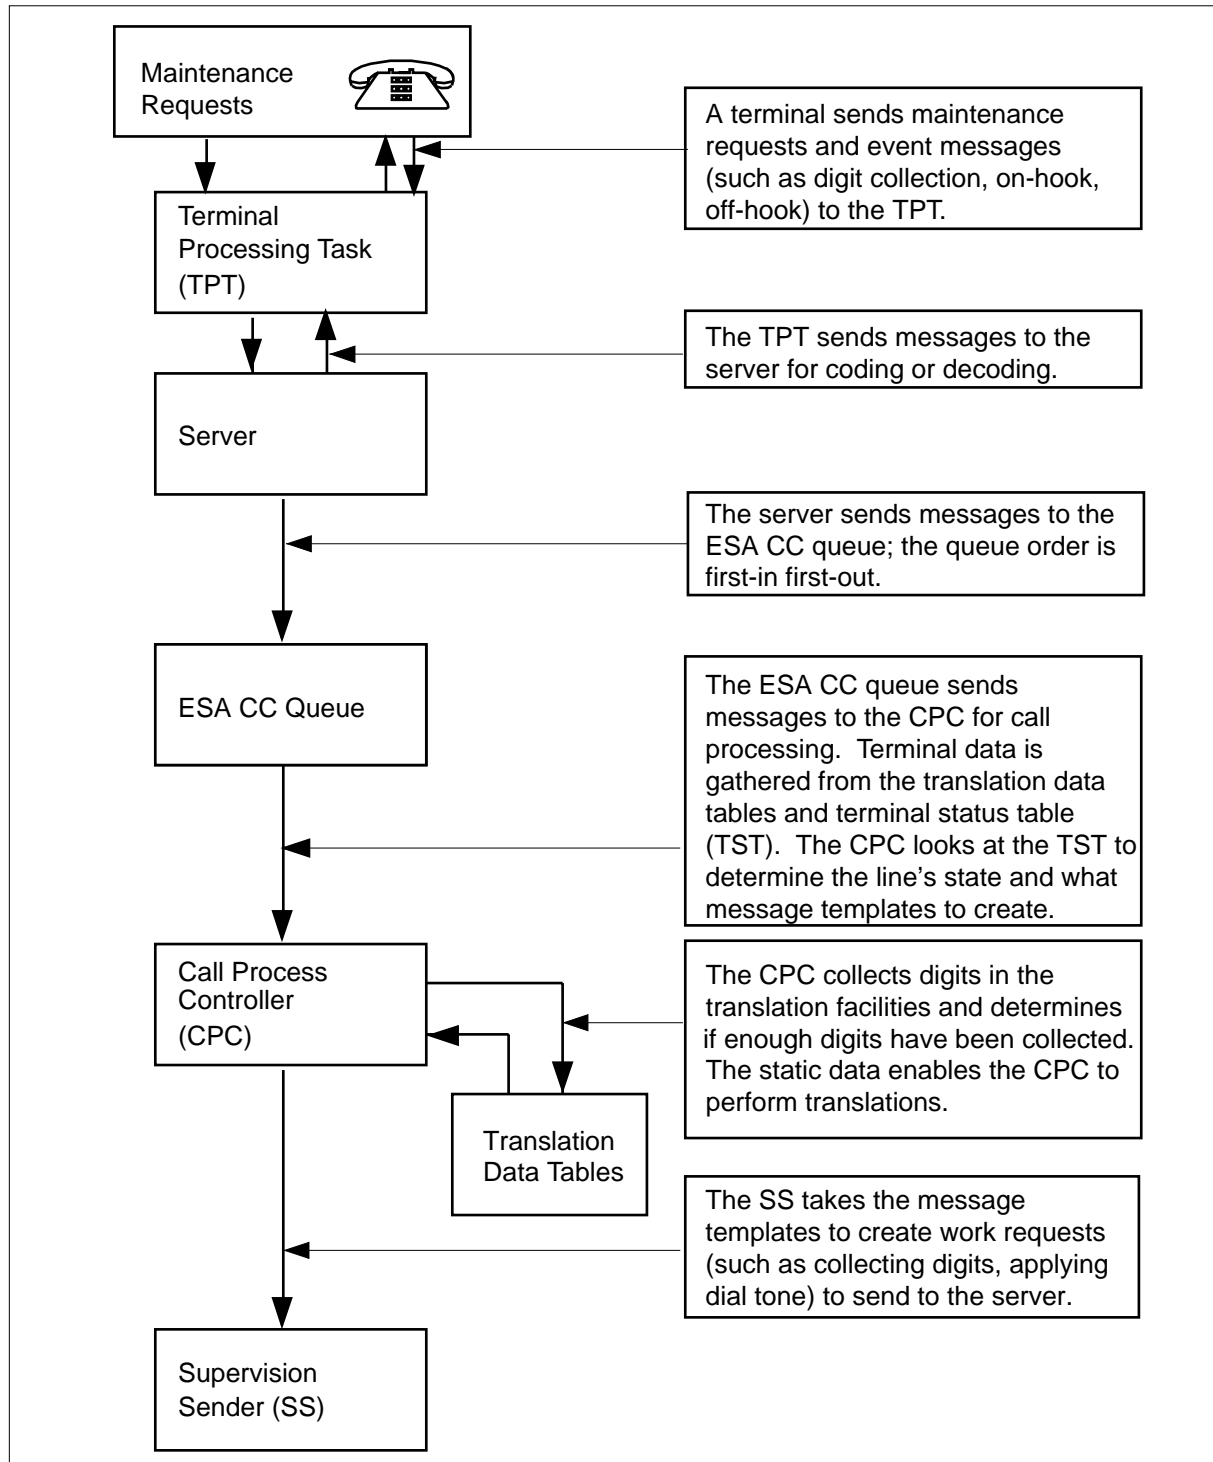 Maintenance
Requests
A terminal sends maintenance
requests and event messages
(such as digit collection, on-hook,
off-hook) to the TPT.
Terminal
Processing Task
(TPT)
The TPT sends messages to the
server for coding or decoding.
Server
The server sends messages to the
ESA CC queue; the queue order is
first-in first-out.
ESA CC Queue
The ESA CC queue sends
messages to the CPC for call
processing.  Terminal data is
gathered from the translation data
tables and terminal status table
(TST).  The CPC looks at the TST to
determine the line's state and what
message templates to create.
Call Process
Controller
(CPC)
The CPC collects digits in the
translation facilities and determines
if enough digits have been collected.
The static data enables the CPC to
perform translations.
Translation
Data Tables
The SS takes the message
templates to create work requests
(such as collecting digits, applying
dial tone) to send to the server.
Supervision
Sender (SS)